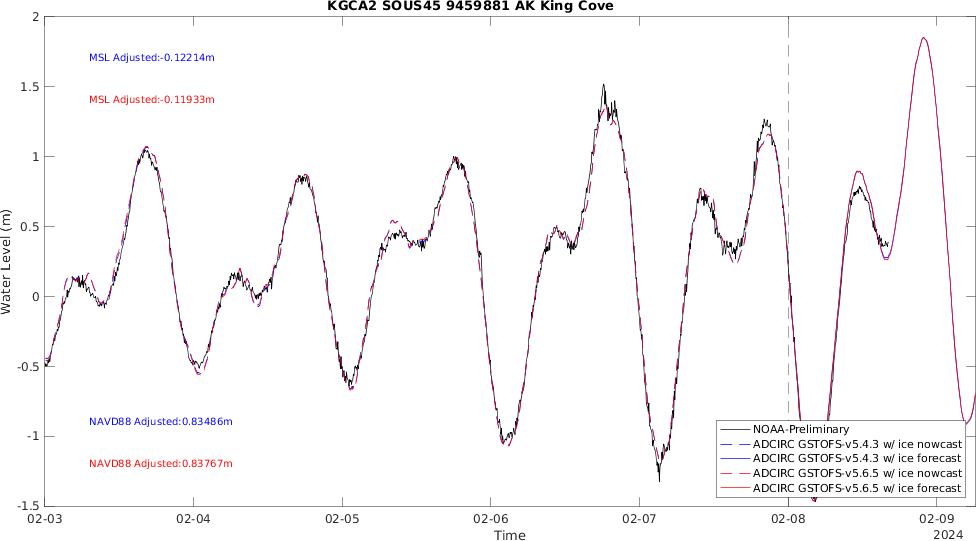 KGCA2 SOUS45 9459881 AK King Cove
Water Level (m)
2
1.5
1
0.5
0
-0.5
-1
-1.5
MSL Adjusted:-0.12214m
MSL Adjusted:-0.11933m
NAVD88 Adjusted:0.83486m
NAVD88 Adjusted:0.83767m
NOAA-Preliminary
ADCIRC GSTOFS-v5.4.3 w/ ice nowcast
ADCIRC GSTOFS-v5.4.3 w/ ice forecast
ADCIRC GSTOFS-v5.6.5 w/ ice nowcast
ADCIRC GSTOFS-v5.6.5 w/ ice forecast
02-03 02-04 02-05 02-06 02-07 02-08 02-09
Time
2024